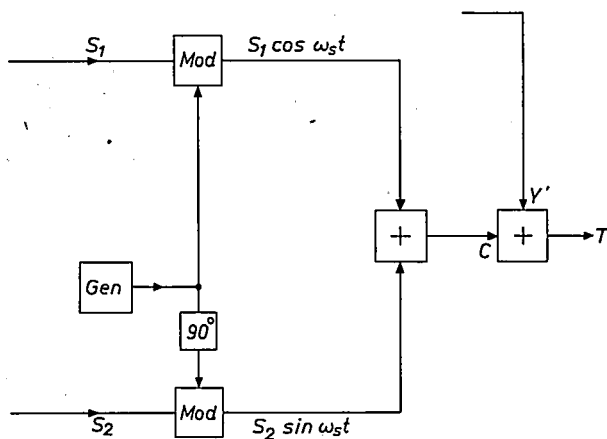 S₁
Mod
S₁ cos ωₛt
Y'
+
+
C
T
Gen
90°
S₂
Mod
S₂ sin ωₛt